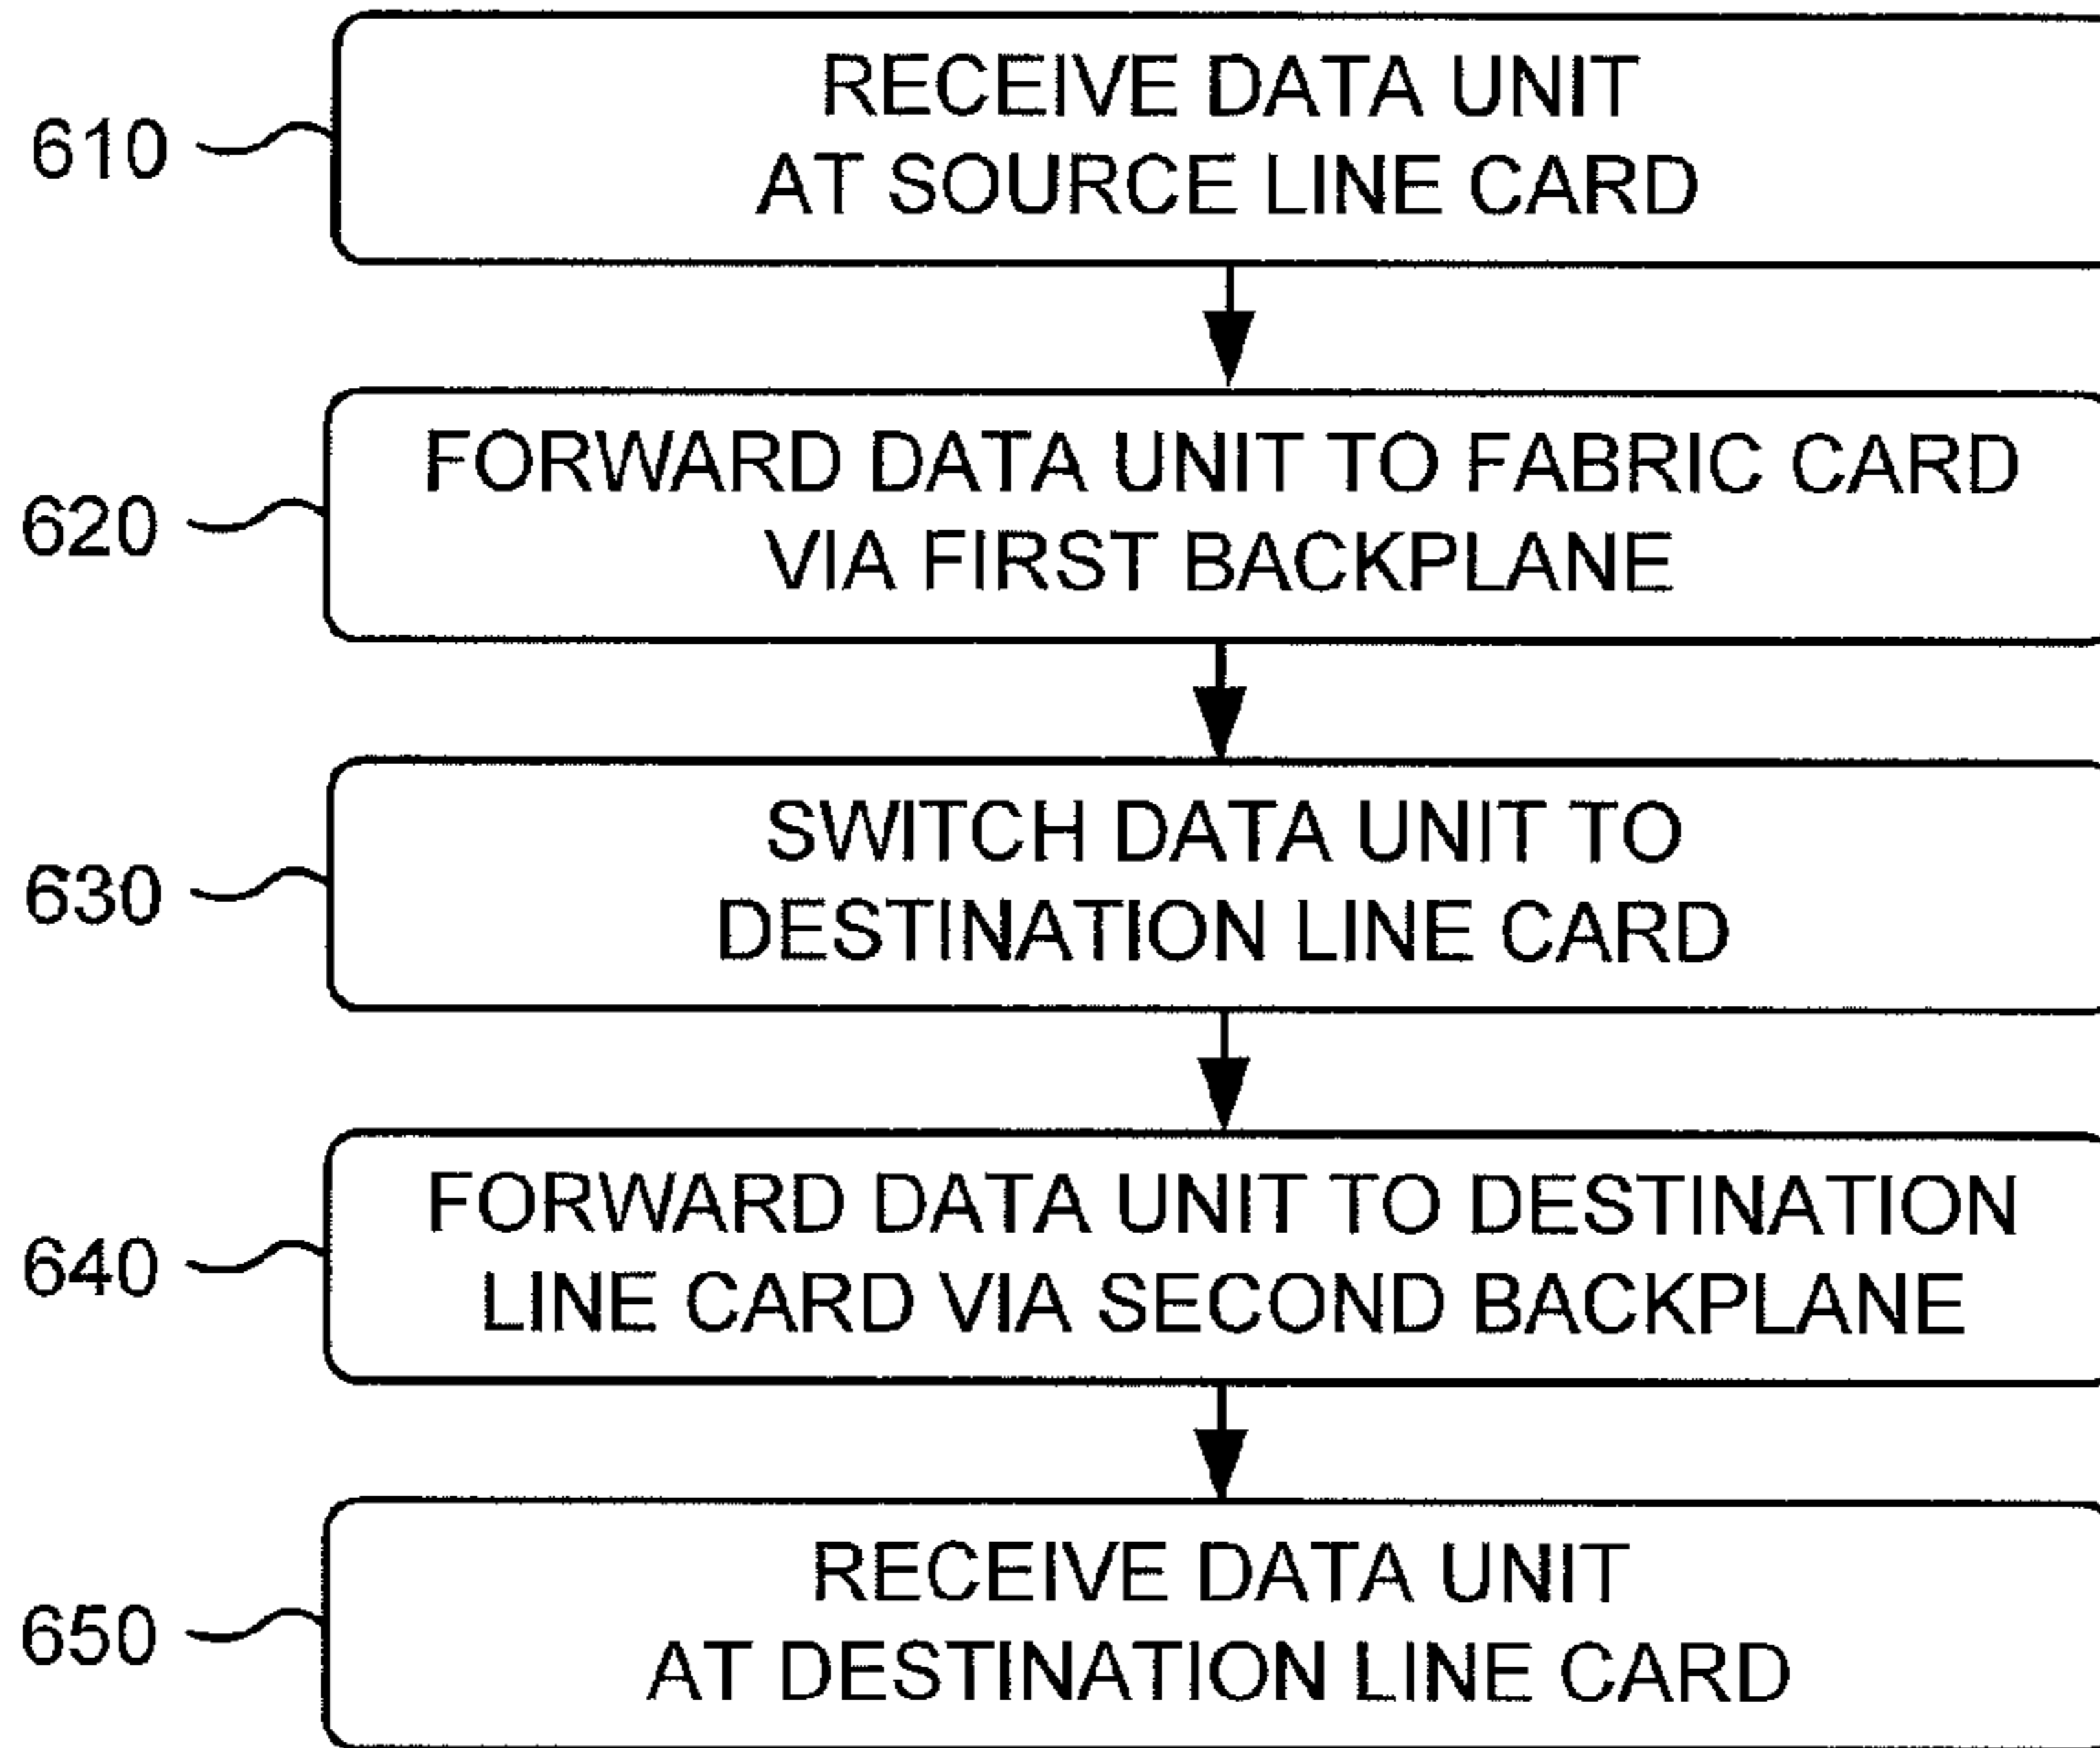 610
RECEIVE DATA UNIT
AT SOURCE LINE CARD
620
FORWARD DATA UNIT TO FABRIC CARD
VIA FIRST BACKPLANE
630
SWITCH DATA UNIT TO
DESTINATION LINE CARD
640
FORWARD DATA UNIT TO DESTINATION
LINE CARD VIA SECOND BACKPLANE
650
RECEIVE DATA UNIT
AT DESTINATION LINE CARD